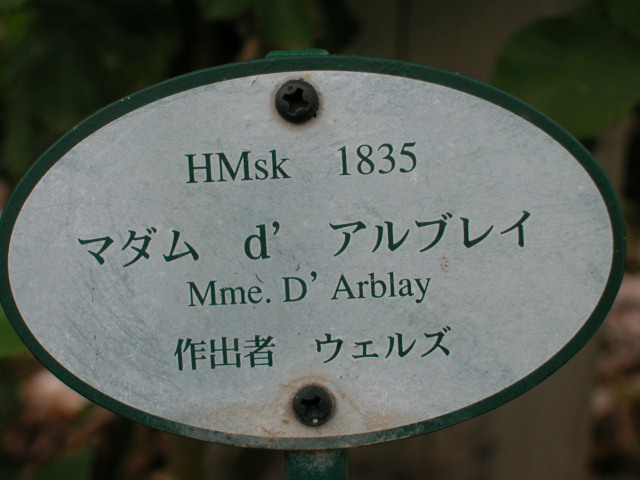 HMsk 1835
マダム d' アルブレイ
Mme. D' Arblay
作出者 ウェルズ